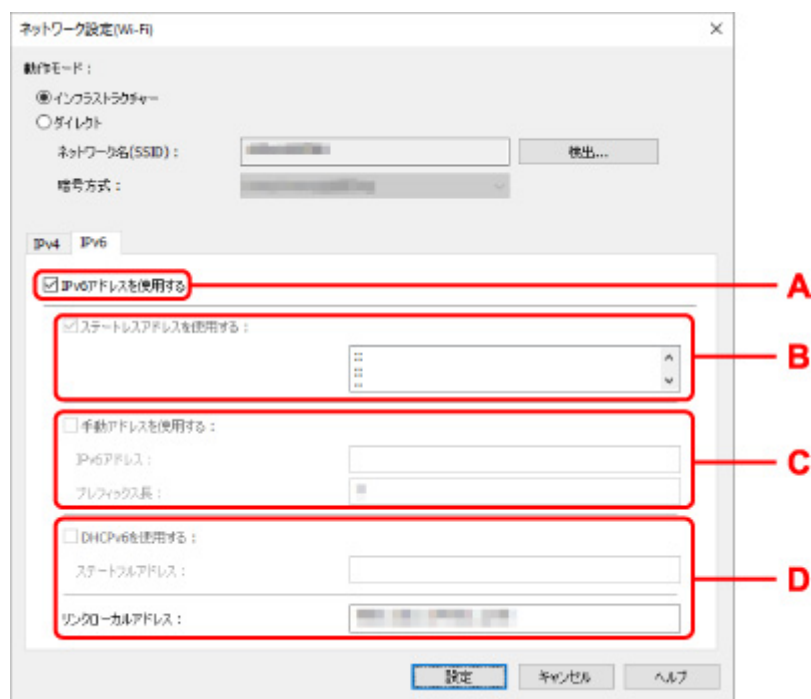 ネットワーク設定(Wi-Fi)
動作モード：
インフラストラクチャー
ダイレクト
ネットワーク名(SSID)：
検出...
暗号方式：
IPv4 IPv6
IPv6アドレスを使用する
A
ステートレスアドレスを使用する：
::
::
::
B
手動アドレスを使用する：
IPv6アドレス：
C
プレフィックス長：
DHCPv6を使用する：
ステートフルアドレス：
D
リンクローカルアドレス：
設定 キャンセル ヘルプ